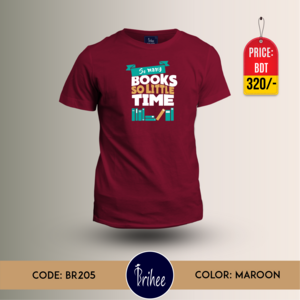 So many
BOOKS
SO LITTLE
TIME
PRICE:
BDT
320/-
CODE: BR205
Brihee
COLOR: MAROON